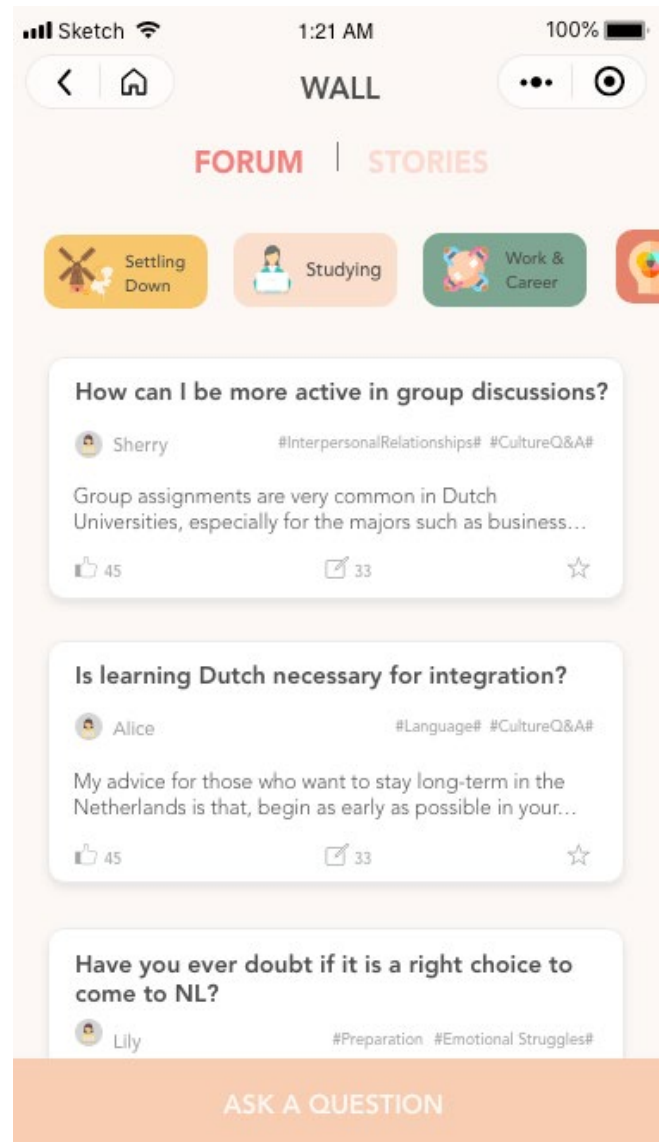 Sketch 1:21 AM 100%
WALL
FORUM | STORIES
Settling
Down
Studying
Work &
Career
How can I be more active in group discussions?
Sherry #InterpersonalRelationships# #CultureQ&A#
Group assignments are very common in Dutch
Universities, especially for the majors such as business...
45 33
Is learning Dutch necessary for integration?
Alice #Language# #CultureQ&A#
My advice for those who want to stay long-term in the
Netherlands is that, begin as early as possible in your...
45 33
Have you ever doubt if it is a right choice to
come to NL?
Lily #Preparation #Emotional Struggles#
ASK A QUESTION